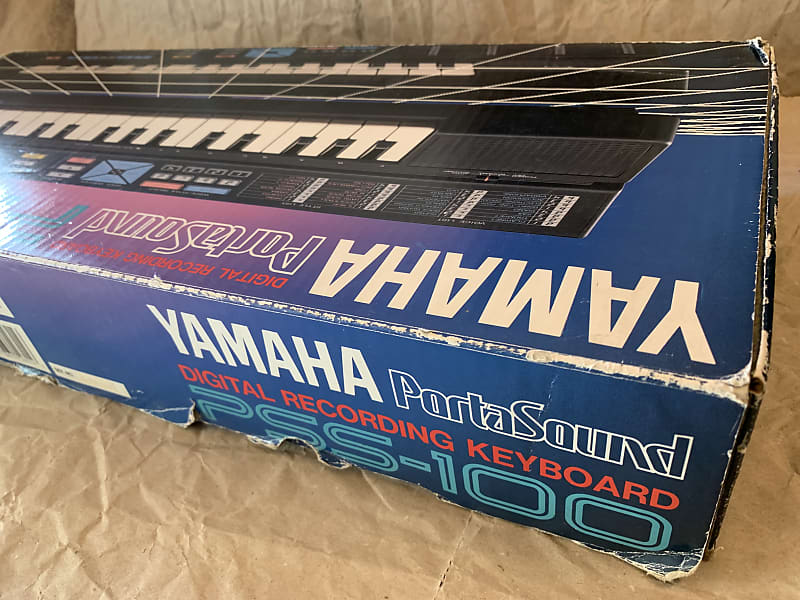 PortaSound
DIGITAL RECORDING KEYBOARD
YAMAHA
YAMAHA PortaSound
DIGITAL RECORDING KEYBOARD
PSS-100